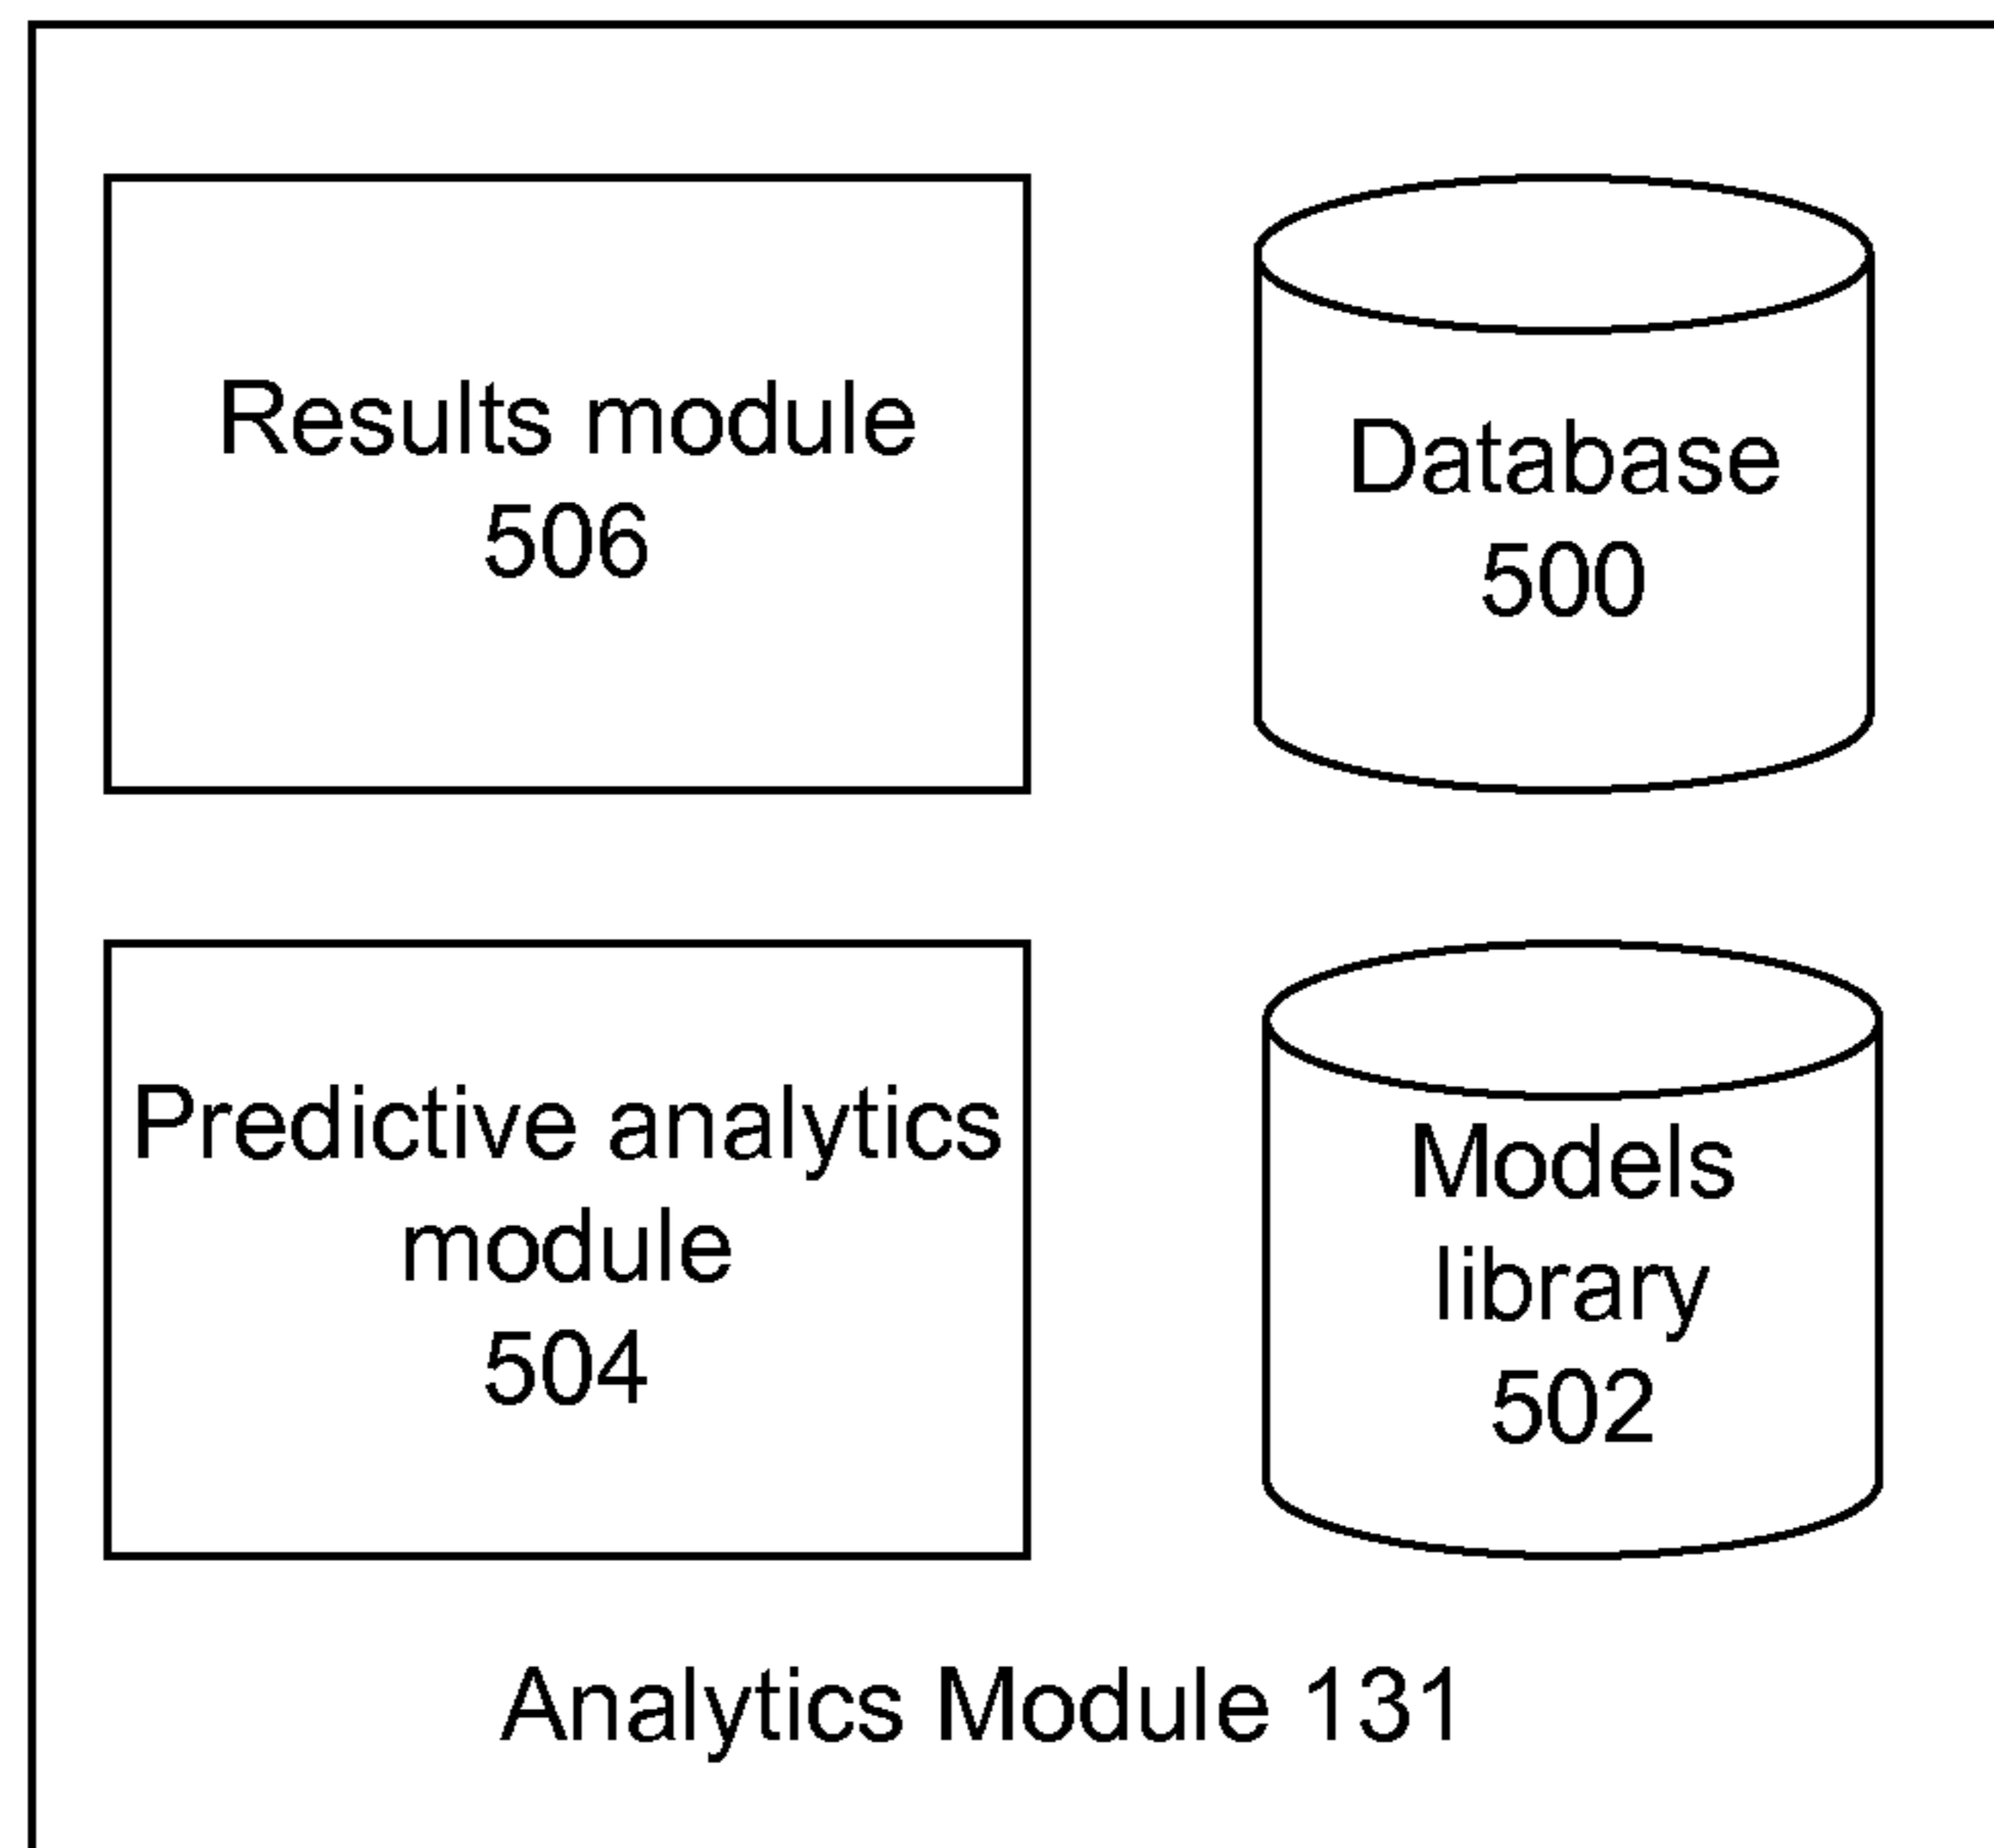 Results module
506
Database
500
Predictive analytics
module
504
Models
library
502
Analytics Module 131